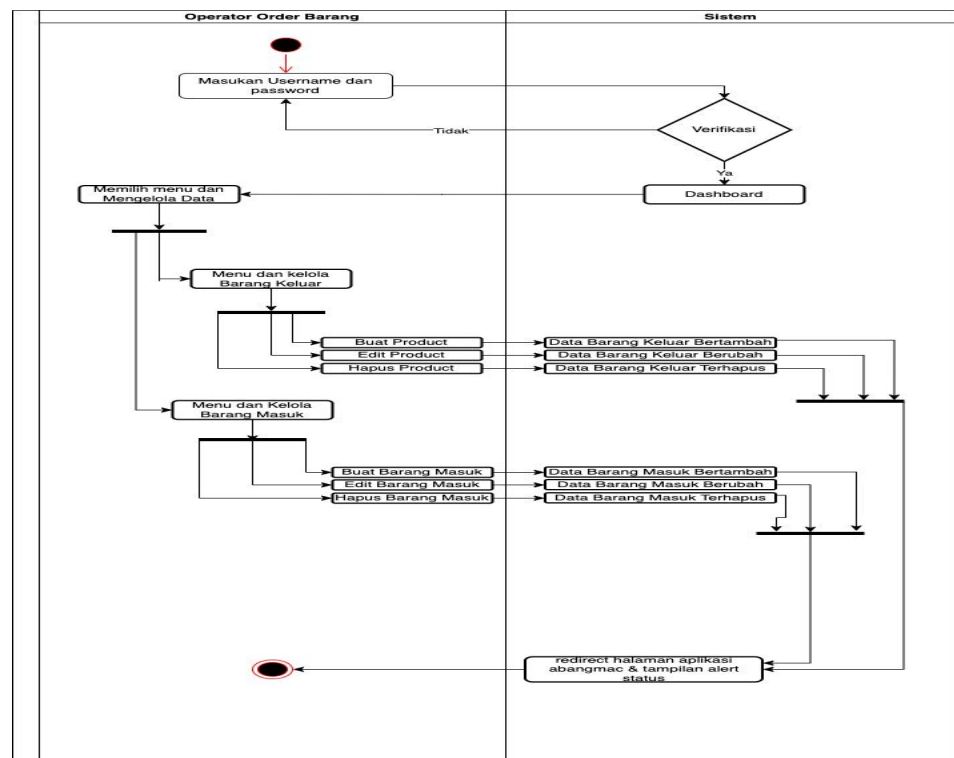 Operator Order Barang
Sistem
Masukan Username dan
password
Verifikasi
Tidak
Ya
Memilih menu dan
Mengelola Data
Dashboard
Menu dan kelola
Barang Keluar
Buat Product
Data Barang Keluar Bertambah
Edit Product
Data Barang Keluar Berubah
Hapus Product
Data Barang Keluar Terhapus
Menu dan Kelola
Barang Masuk
Buat Barang Masuk
Data Barang Masuk Bertambah
Edit Barang Masuk
Data Barang Masuk Berubah
Hapus Barang Masuk
Data Barang Masuk Terhapus
redirect halaman aplikasi
abangmac & tampilan alert
status